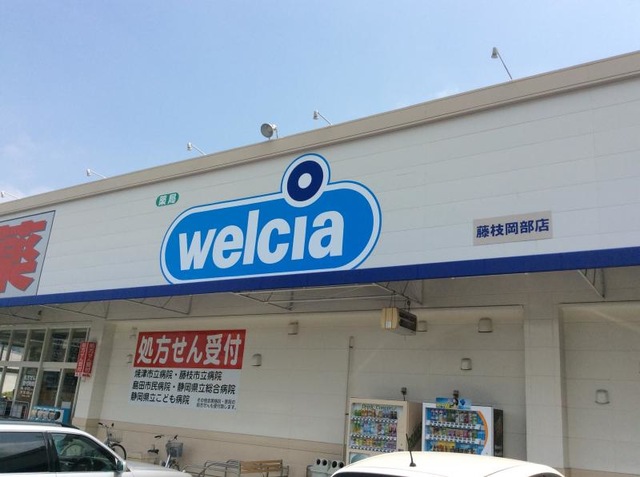 薬局
welcia
藤枝岡部店
薬
処方せん受付
焼津市立病院・藤枝市立病院
島田市民病院・静岡県立総合病院
静岡県立こども病院